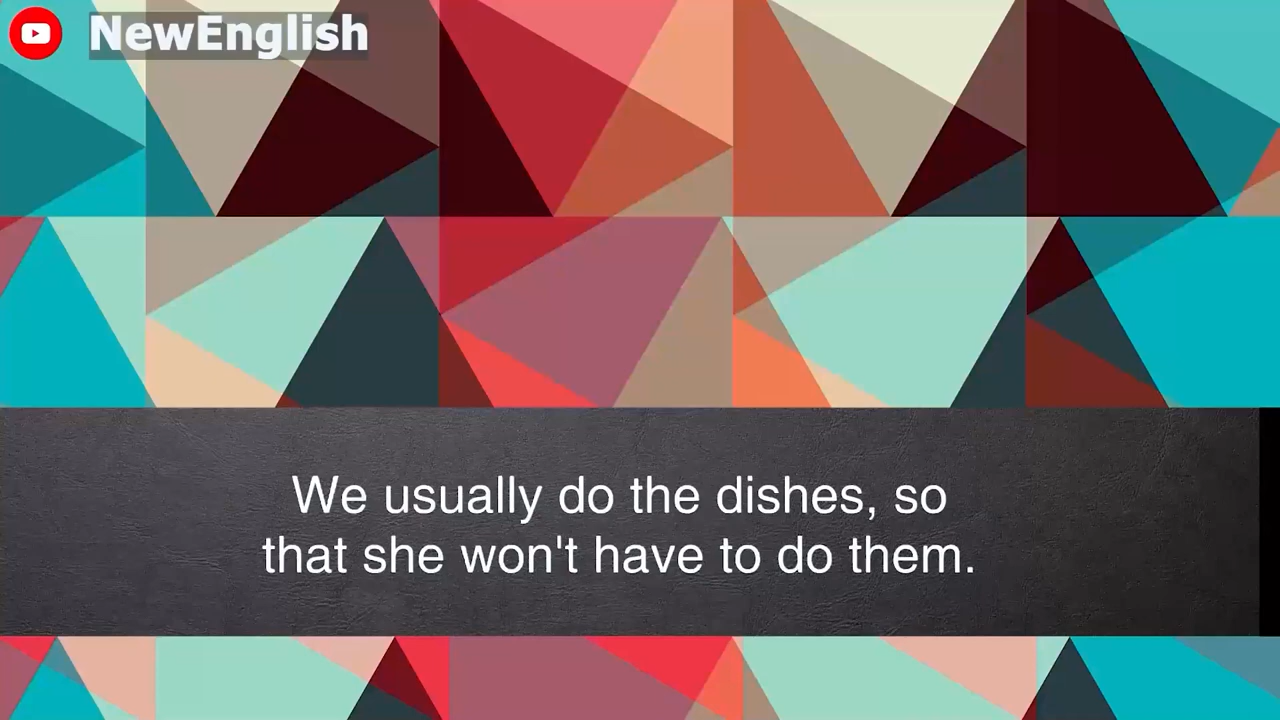 NewEnglish
We usually do the dishes, so
that she won't have to do them.